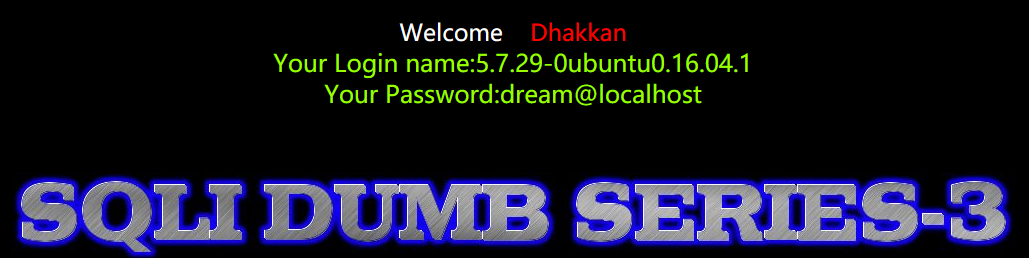 Welcome Dhakkan
Your Login name:5.7.29-0ubuntu0.16.04.1
Your Password:dream@localhost
SQLI DUMB SERIES-3